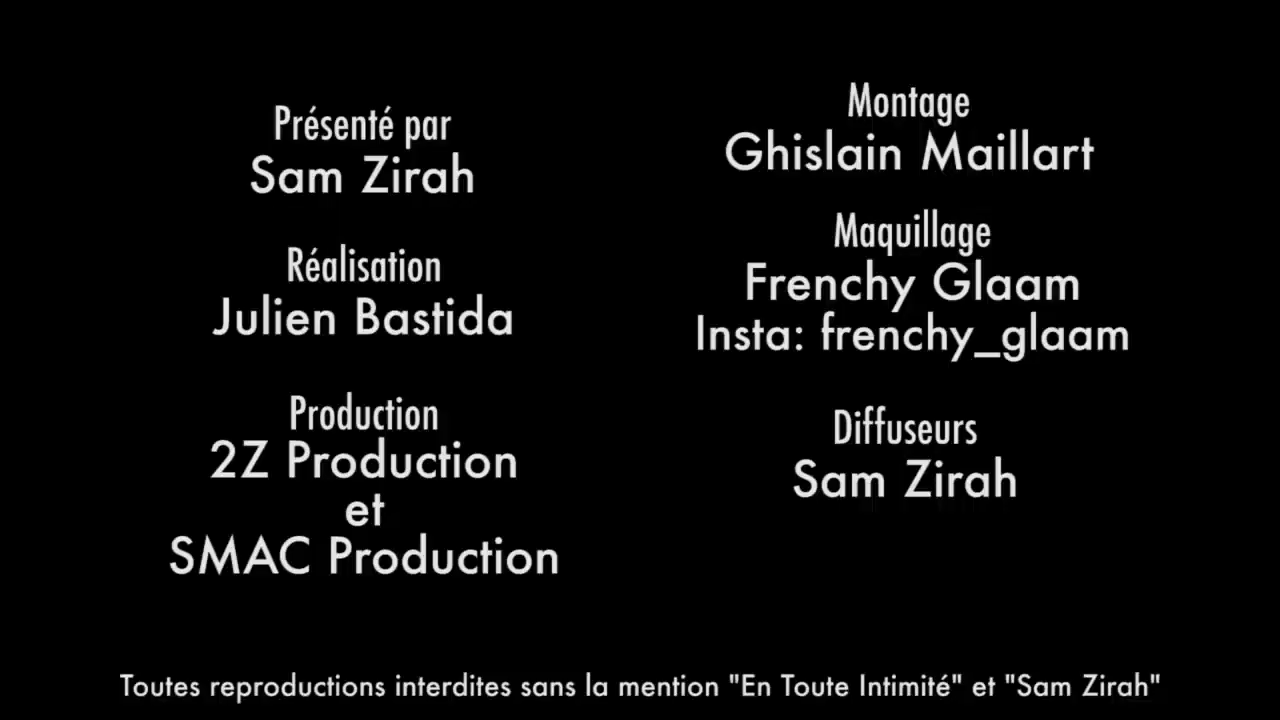 Présenté par
Sam Zirah
Réalisation
Julien Bastida
Production
2Z Production
et
SMAC Production
Montage
Ghislain Maillart
Maquillage
Frenchy Glaam
Insta: frenchy_glaam
Diffuseurs
Sam Zirah
Toutes reproductions interdites sans la mention "En Toute Intimité" et "Sam Zirah"